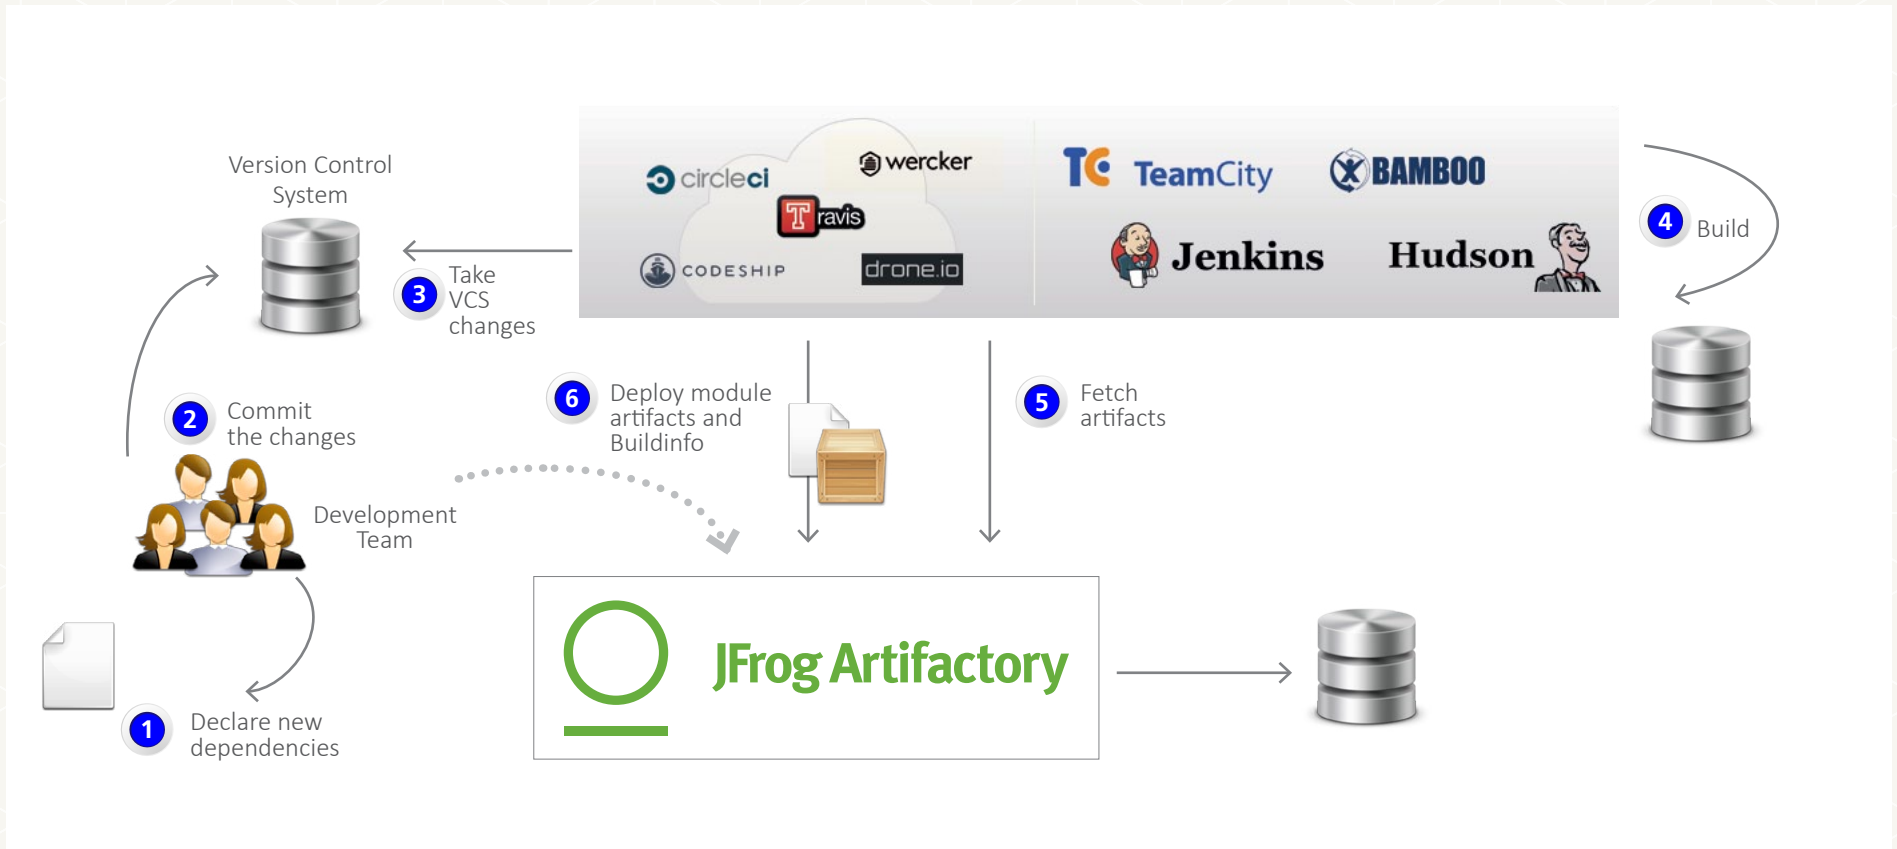 Version Control
System
circleci
wercker
Travis
CODESHIP
drone.io
TC TeamCity
BAMBOO
Jenkins
Hudson
4 Build
3 Take
VCS
changes
6 Deploy module
artifacts and
Buildinfo
5 Fetch
artifacts
2 Commit
the changes
Development
Team
JFrog Artifactory
1 Declare new
dependencies